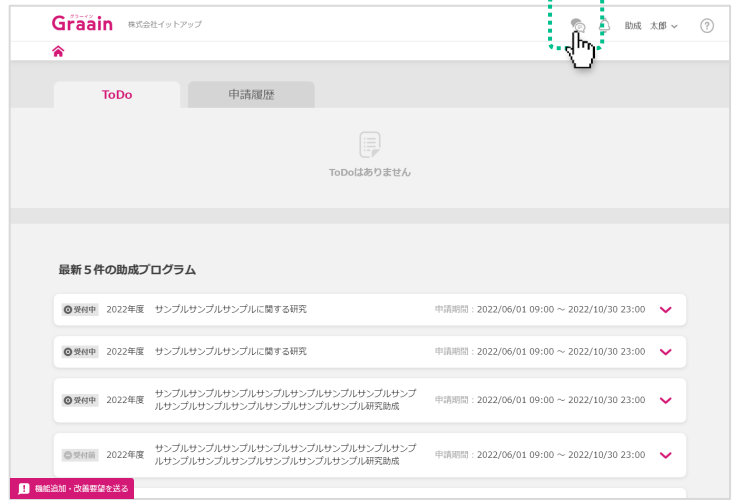 グラーイン
Graain 株式会社イットアップ
助成 太郎
?
ToDo 申請履歴
ToDoはありません
最新５件の助成プログラム
受付中 2022年度 サンプルサンプルサンプルに関する研究 申請期間：2022/06/01 09:00 ～ 2022/10/30 23:00
受付中 2022年度 サンプルサンプルサンプルに関する研究 申請期間：2022/06/01 09:00 ～ 2022/10/30 23:00
受付中 2022年度 サンプルサンプルサンプルサンプルサンプルサンプルサンプルサンプ
ルサンプルサンプルサンプルサンプルサンプルサンプル研究助成 申請期間：2022/06/01 09:00 ～ 2022/10/30 23:00
受付前 2022年度 サンプルサンプルサンプルサンプルサンプルサンプルサンプルサンプ
ルサンプルサンプルサンプルサンプルサンプルサンプル研究助成 申請期間：2022/06/01 09:00 ～ 2022/10/30 23:00
機能追加・改善要望を送る